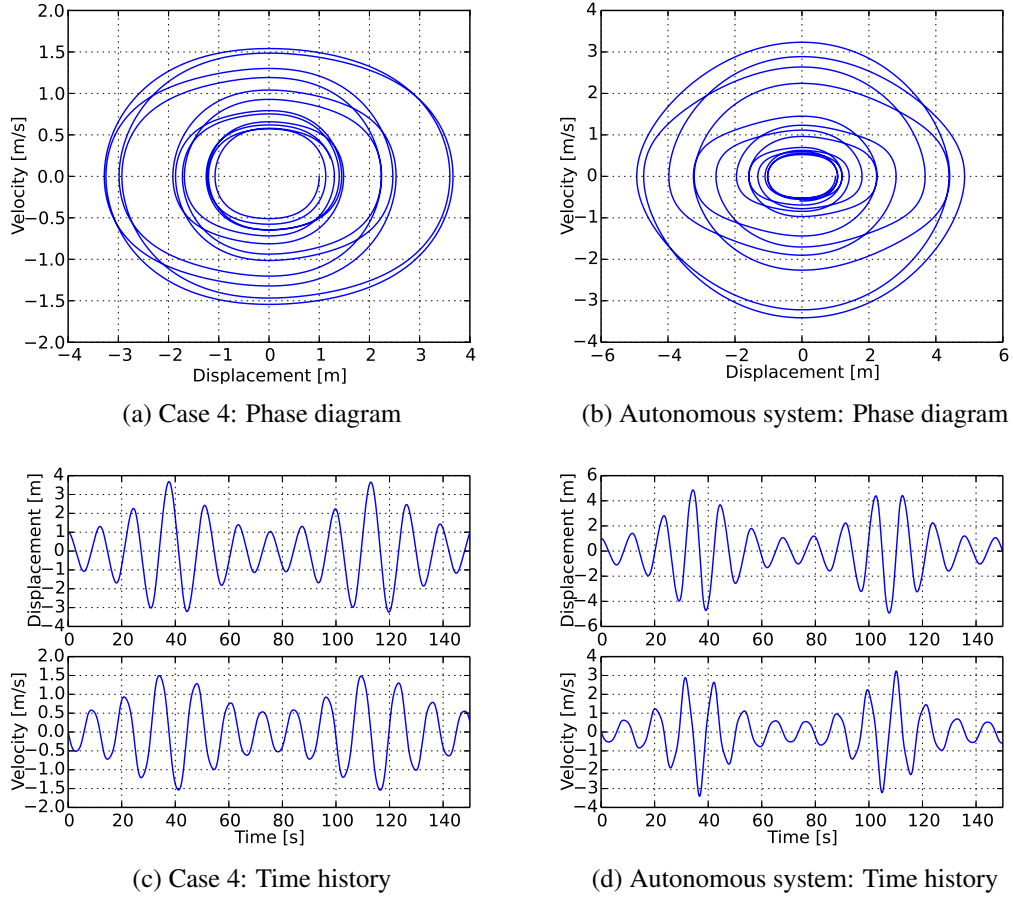 2.0
1.5
1.0
0.5
0.0
−0.5
−1.0
−1.5
−2.0
Velocity [m/s]
−4 −3 −2 −1 0 1 2 3 4
Displacement [m]
(a) Case 4: Phase diagram
4
3
2
1
0
−1
−2
−3
−4
Velocity [m/s]
−6 −4 −2 0 2 4 6
Displacement [m]
(b) Autonomous system: Phase diagram
4
3
2
1
0
−1
−2
−3
−4
Displacement [m]
0 20 40 60 80 100 120 140
2.0
1.5
1.0
0.5
0.0
−0.5
−1.0
−1.5
−2.0
Velocity [m/s]
0 20 40 60 80 100 120 140
Time [s]
(c) Case 4: Time history
6
4
2
0
−2
−4
−6
Displacement [m]
0 20 40 60 80 100 120 140
4
3
2
1
0
−1
−2
−3
−4
Velocity [m/s]
0 20 40 60 80 100 120 140
Time [s]
(d) Autonomous system: Time history